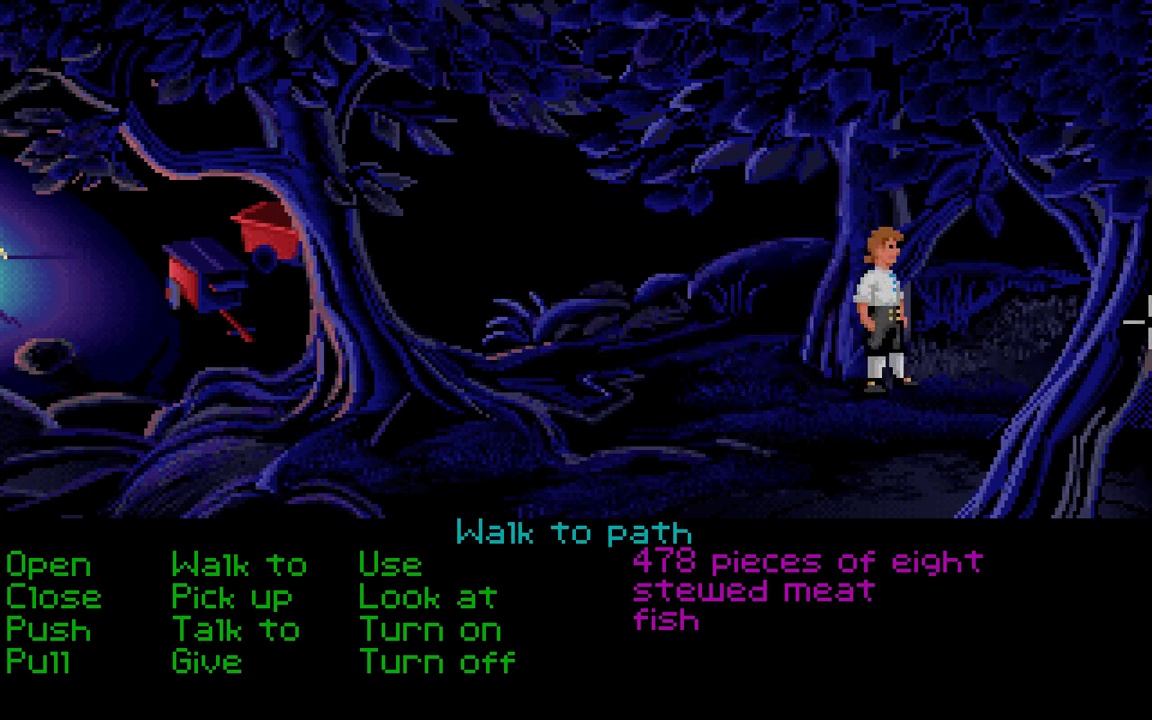 Walk to path
Open Walk to Use 478 pieces of eight
Close Pick up Look at stewed meat
Push Talk to Turn on fish
Pull Give Turn off